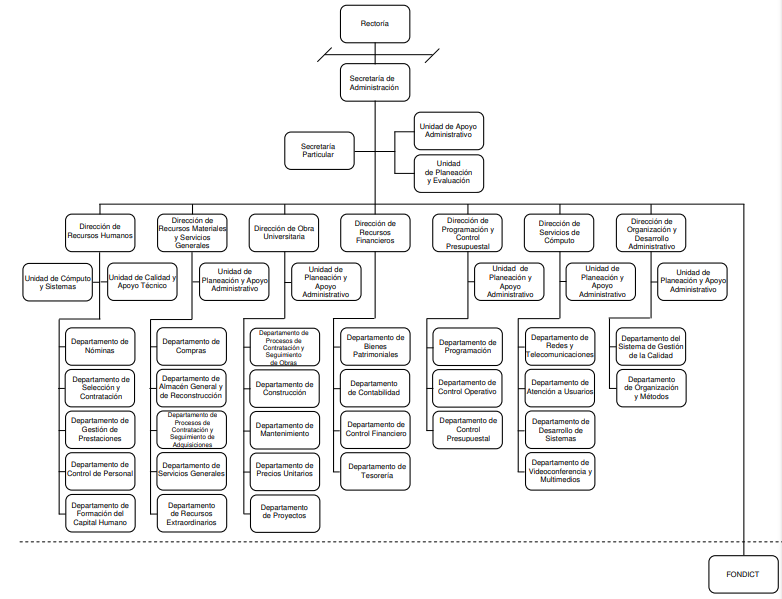 Rectoría
Secretaría de
Administración
Secretaría
Particular
Unidad de Apoyo
Administrativo
Unidad
de Planeación
y Evaluación
Dirección de
Recursos Humanos
Dirección de
Recursos Materiales
y Servicios
Generales
Dirección de Obra
Universitaria
Dirección de
Recursos
Financieros
Dirección de
Programación y
Control
Presupuestal
Dirección de
Servicios de
Cómputo
Dirección de
Organización y
Desarrollo
Administrativo
Unidad de Cómputo
y Sistemas
Unidad de Calidad y
Apoyo Técnico
Unidad de
Planeación y Apoyo
Administrativo
Unidad de
Planeación y
Apoyo
Administrativo
Unidad de
Planeación y
Apoyo
Administrativo
Unidad de
Planeación y
Apoyo
Administrativo
Unidad de
Planeación y Apoyo
Administrativo
Departamento de
Nóminas
Departamento de
Selección y
Contratación
Departamento de
Gestión de
Prestaciones
Departamento de
Control de Personal
Departamento de
Formación del
Capital Humano
Departamento de
Compras
Departamento de
Almacén General y
de Reconstrucción
Departamento de
Procesos de
Contratación y
Seguimiento de
Adquisiciones
Departamento de
Servicios Generales
Departamento
de Recursos
Extraordinarios
Departamento de
Procesos de
Contratación y
Seguimiento
de Obras
Departamento de
Construcción
Departamento de
Mantenimiento
Departamento de
Precios Unitarios
Departamento
de Proyectos
Departamento de
Bienes
Patrimoniales
Departamento
de Contabilidad
Departamento de
Control Financiero
Departamento de
Tesorería
Departamento de
Programación
Departamento de
Control Operativo
Departamento de
Control
Presupuestal
Departamento de
Redes y
Telecomunicaciones
Departamento de
Atención a Usuarios
Departamento de
Desarrollo de
Sistemas
Departamento de
Videoconferencia y
Multimedios
Departamento del
Sistema de Gestión
de la Calidad
Departamento
de Organización
y Métodos
FONDICT